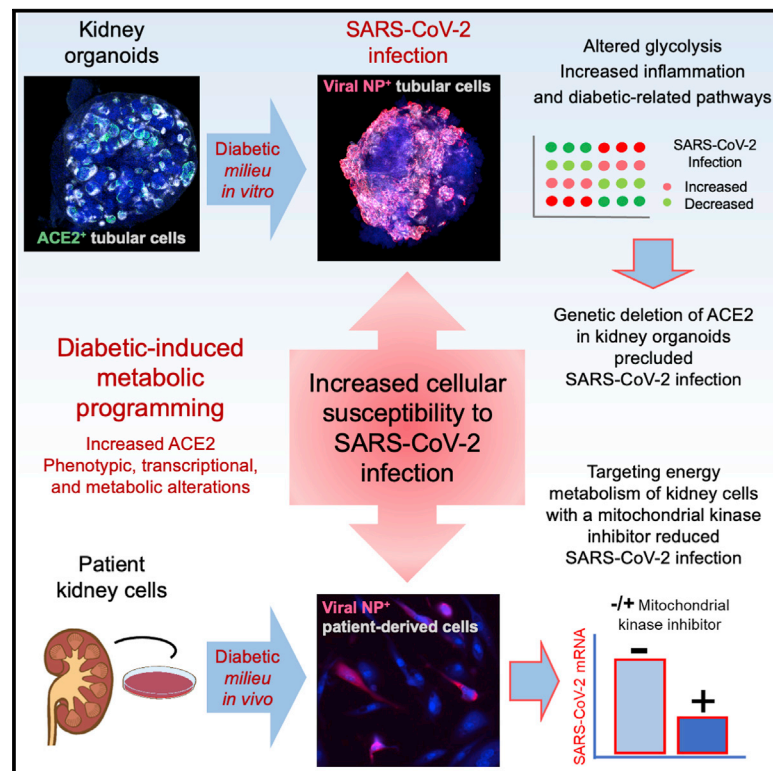 Kidney
organoids
ACE2⁺ tubular cells
Diabetic
milieu
in vitro
SARS-CoV-2
infection
Viral NP⁺ tubular cells
Altered glycolysis
Increased inflammation
and diabetic-related pathways
SARS-CoV-2
Infection
Increased
Decreased
Genetic deletion of ACE2
in kidney organoids
precluded
SARS-CoV-2 infection
Diabetic-induced
metabolic
programming
Increased ACE2
Phenotypic, transcriptional,
and metabolic alterations
Increased cellular
susceptibility to
SARS-CoV-2
infection
Targeting energy
metabolism of kidney cells
with a mitochondrial kinase
inhibitor reduced
SARS-CoV-2 infection
Patient
kidney cells
Diabetic
milieu
in vivo
Viral NP⁺
patient-derived cells
-/+ Mitochondrial
kinase inhibitor
SARS-CoV-2 mRNA
-
+